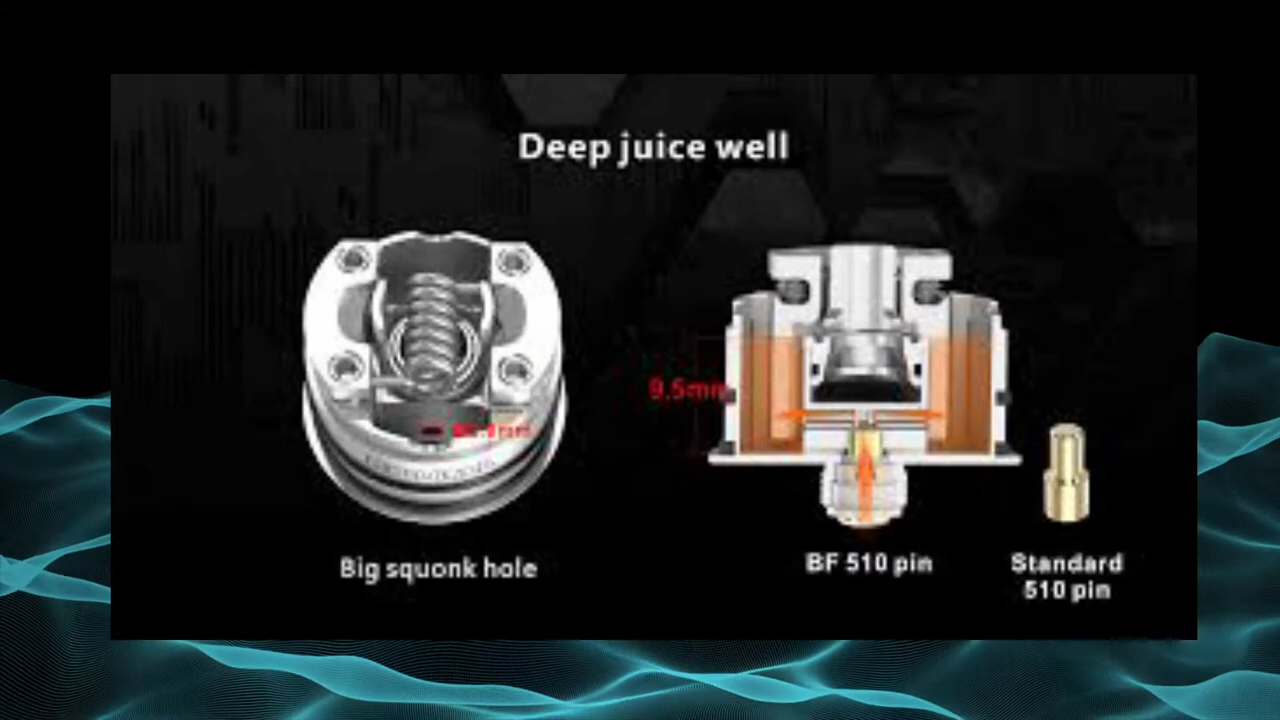 Deep juice well
9.5mm
Big squonk hole
BF 510 pin
Standard
510 pin